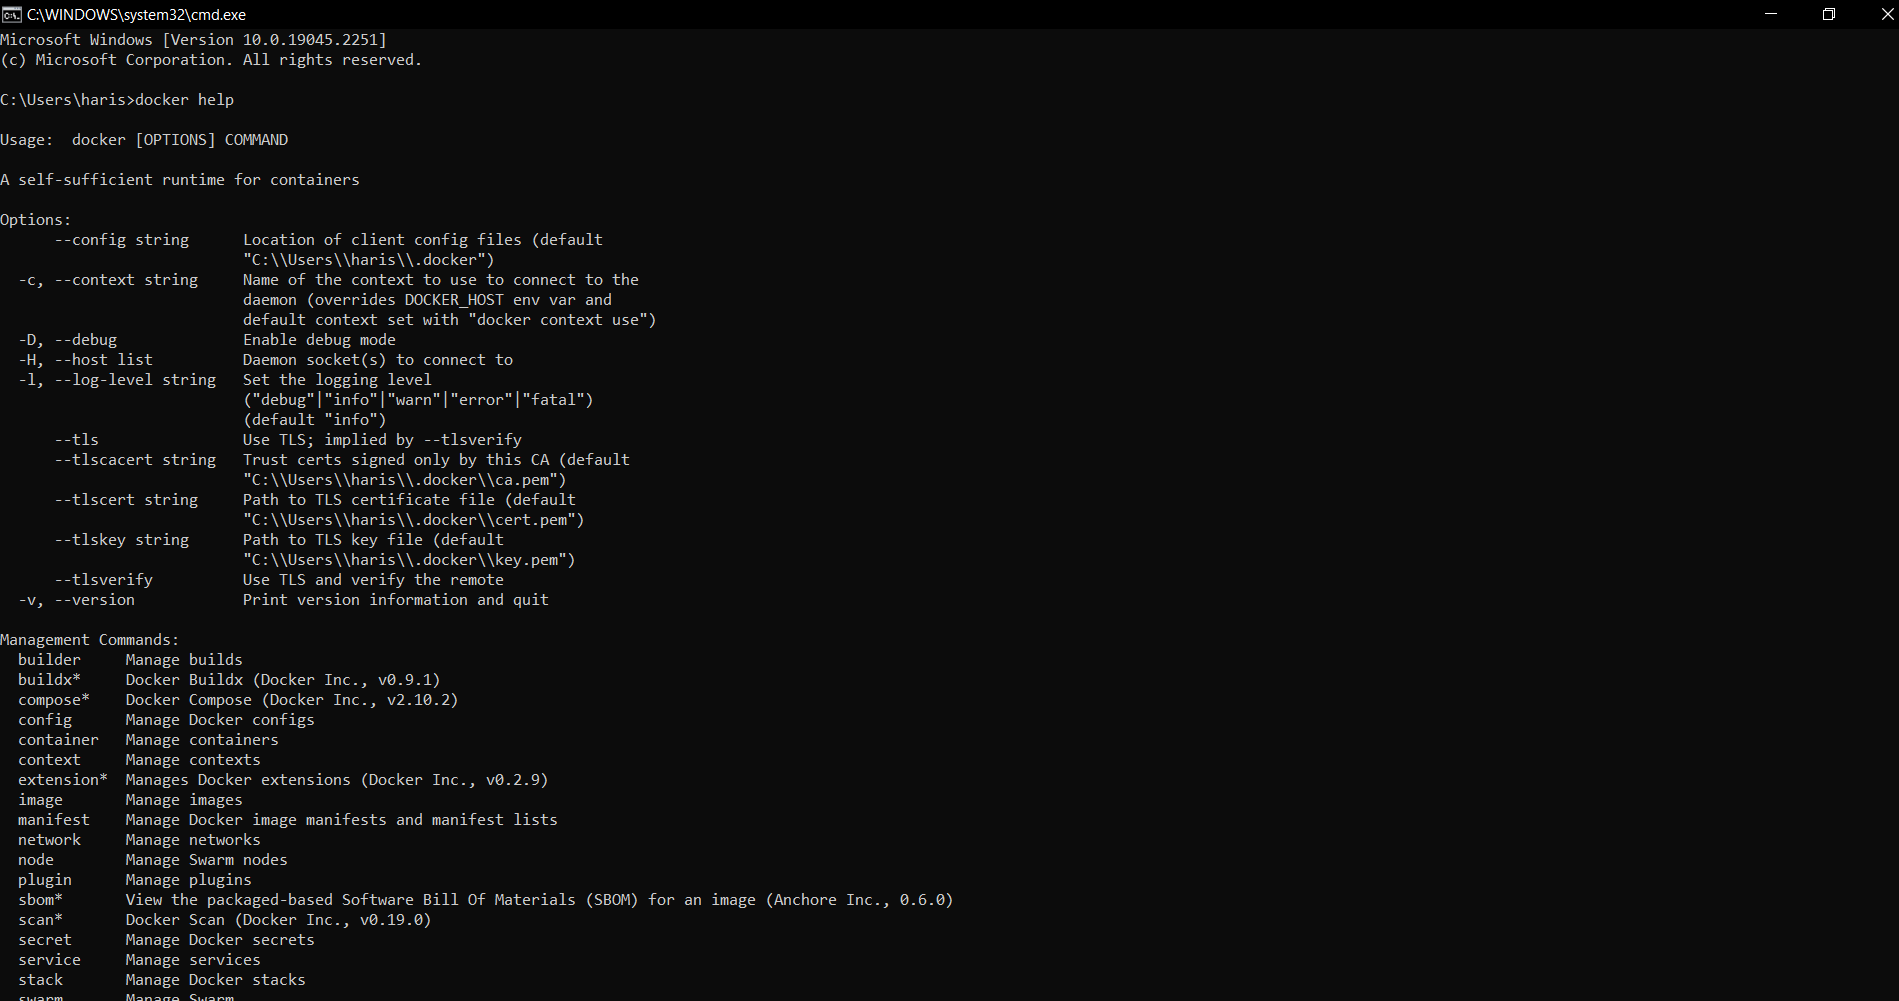 C:\WINDOWS\system32\cmd.exe
Microsoft Windows [Version 10.0.19045.2251]
(c) Microsoft Corporation. All rights reserved.
C:\Users\haris>docker help
Usage:  docker [OPTIONS] COMMAND
A self-sufficient runtime for containers
Options:
      --config string      Location of client config files (default
                           "C:\\Users\\haris\\.docker")
  -c, --context string     Name of the context to use to connect to the
                           daemon (overrides DOCKER_HOST env var and
                           default context set with "docker context use")
  -D, --debug              Enable debug mode
  -H, --host list          Daemon socket(s) to connect to
  -l, --log-level string   Set the logging level
                           ("debug"|"info"|"warn"|"error"|"fatal")
                           (default "info")
      --tls                Use TLS; implied by --tlsverify
      --tlscacert string   Trust certs signed only by this CA (default
                           "C:\\Users\\haris\\.docker\\ca.pem")
      --tlscert string     Path to TLS certificate file (default
                           "C:\\Users\\haris\\.docker\\cert.pem")
      --tlskey string      Path to TLS key file (default
                           "C:\\Users\\haris\\.docker\\key.pem")
      --tlsverify          Use TLS and verify the remote
  -v, --version            Print version information and quit
Management Commands:
  builder     Manage builds
  buildx*     Docker Buildx (Docker Inc., v0.9.1)
  compose*    Docker Compose (Docker Inc., v2.10.2)
  config      Manage Docker configs
  container   Manage containers
  context     Manage contexts
  extension*  Manages Docker extensions (Docker Inc., v0.2.9)
  image       Manage images
  manifest    Manage Docker image manifests and manifest lists
  network     Manage networks
  node        Manage Swarm nodes
  plugin      Manage plugins
  sbom*       View the packaged-based Software Bill Of Materials (SBOM) for an image (Anchore Inc., 0.6.0)
  scan*       Docker Scan (Docker Inc., v0.19.0)
  secret      Manage Docker secrets
  service     Manage services
  stack       Manage Docker stacks
  swarm       Manage Swarm